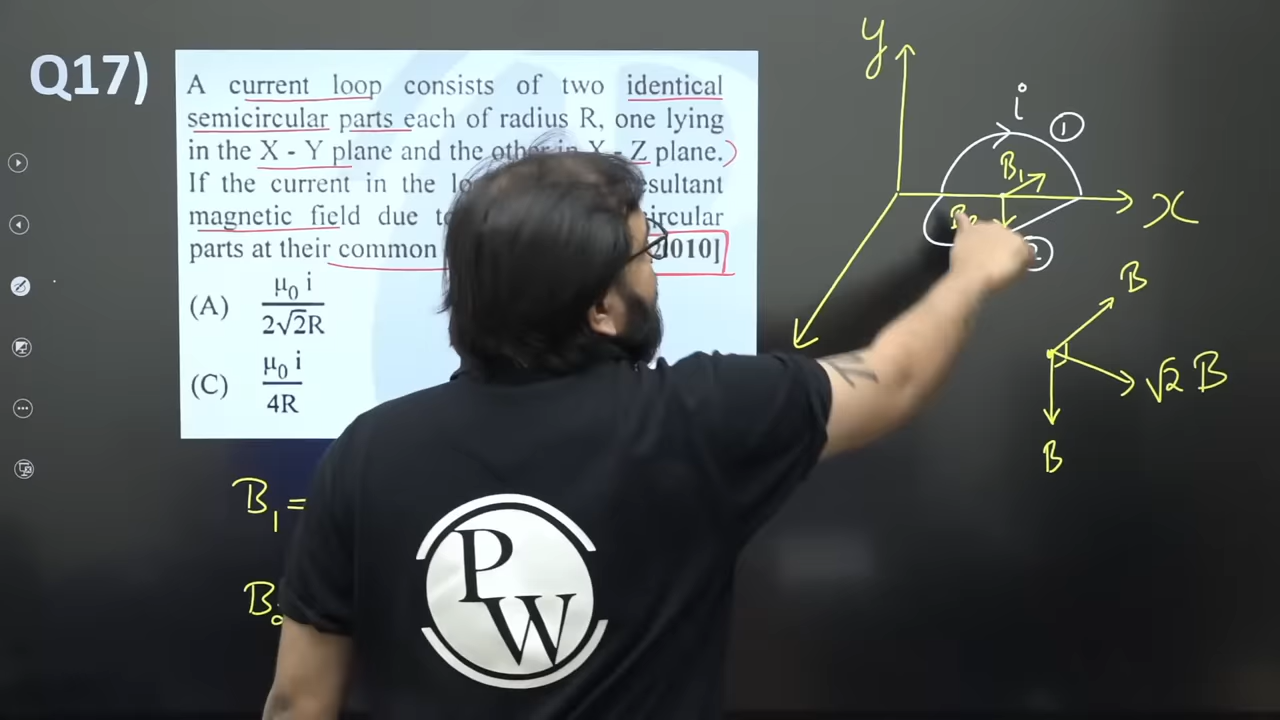 Q17)
A current loop consists of two identical
semicircular parts each of radius R, one lying
in the X - Y plane and the other in X - Z plane.
If the current in the lo esultant
magnetic field due t ircular
parts at their common 2010]
(A) μ₀ i / 2√2R
(C) μ₀ i / 4R
B₁ =
B₀
y
i
1
B₁
x
2
B
√2 B
B
PW